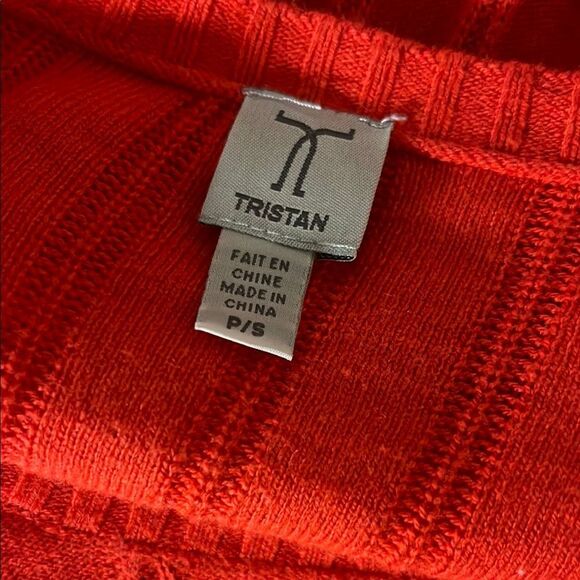 TRISTAN
FAIT EN
CHINE
MADE IN
CHINA
P/S